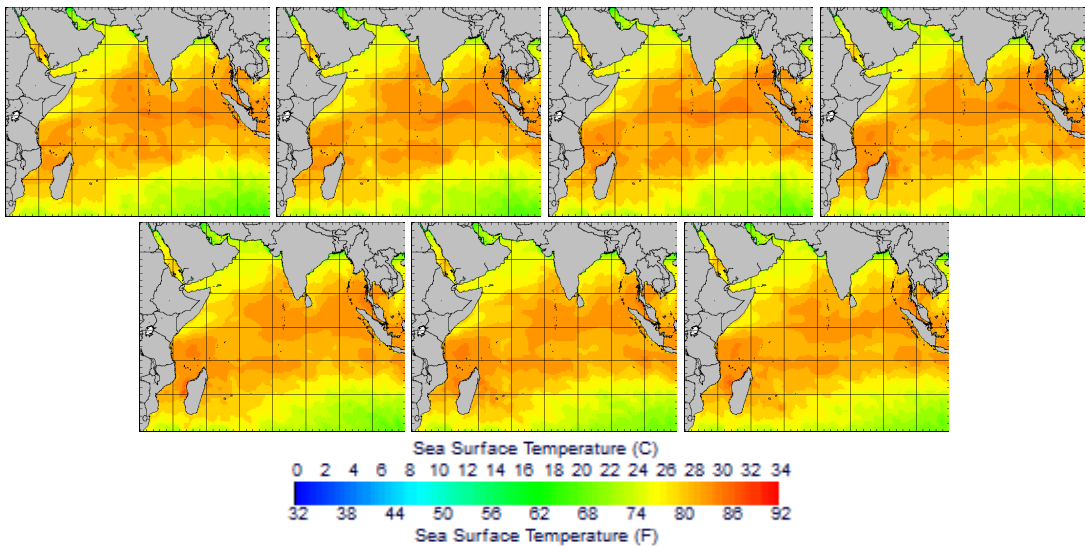 Sea Surface Temperature (C)
0 2 4 6 8 10 12 14 16 18 20 22 24 26 28 30 32 34
32 38 44 50 56 62 68 74 80 86 92
Sea Surface Temperature (F)